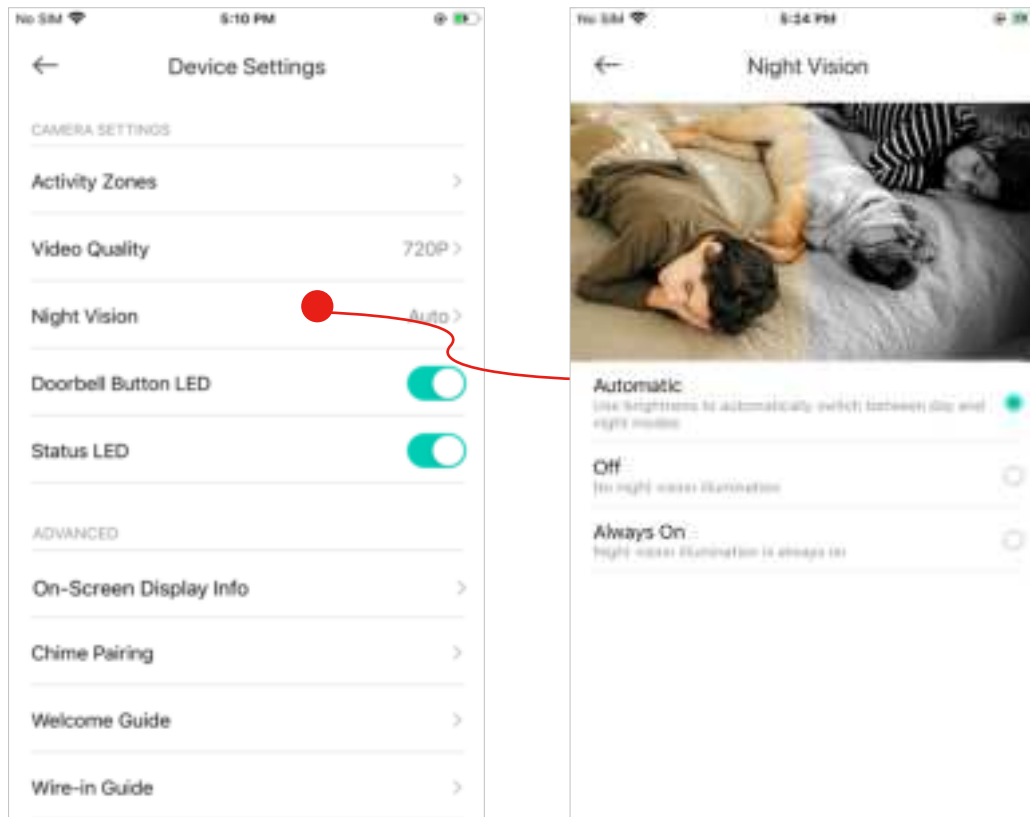 No SIM 5:10 PM
Device Settings
CAMERA SETTINGS
Activity Zones
Video Quality 720P
Night Vision Auto
Doorbell Button LED
Status LED
ADVANCED
On-Screen Display Info
Chime Pairing
Welcome Guide
Wire-in Guide
No SIM 5:24 PM
Night Vision
Automatic
Use brightness to automatically switch between day and
night modes
Off
No night vision illumination
Always On
Night vision illumination is always on